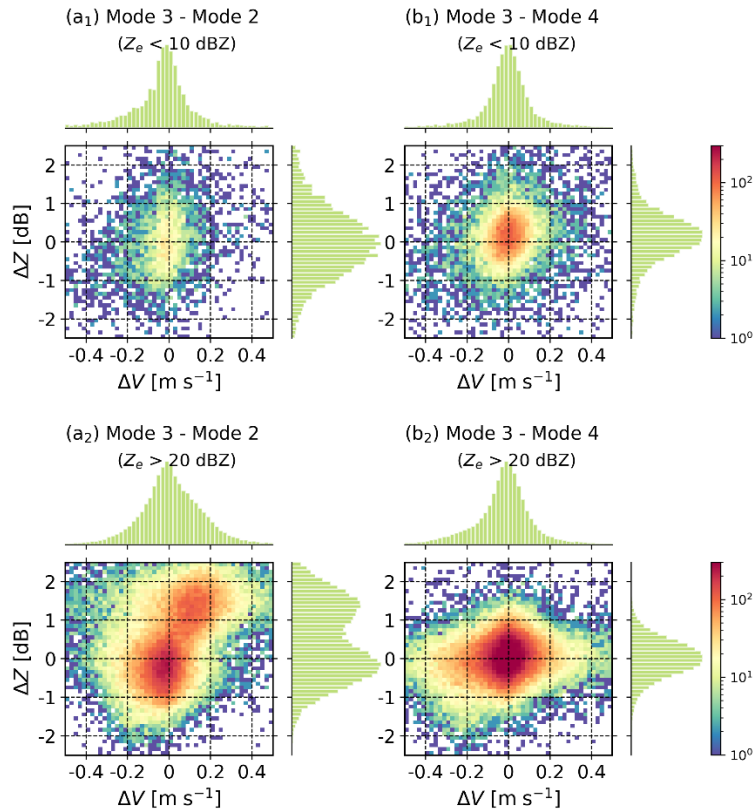 (a₁) Mode 3 - Mode 2
(Zₑ < 10 dBZ)
(b₁) Mode 3 - Mode 4
(Zₑ < 10 dBZ)
ΔZ [dB]
2
1
0
-1
-2
-0.4 -0.2 0 0.2 0.4
ΔV [m s⁻¹]
2
1
0
-1
-2
-0.4 -0.2 0 0.2 0.4
ΔV [m s⁻¹]
10²
10¹
10⁰
(a₂) Mode 3 - Mode 2
(Zₑ > 20 dBZ)
(b₂) Mode 3 - Mode 4
(Zₑ > 20 dBZ)
ΔZ [dB]
2
1
0
-1
-2
-0.4 -0.2 0 0.2 0.4
ΔV [m s⁻¹]
2
1
0
-1
-2
-0.4 -0.2 0 0.2 0.4
ΔV [m s⁻¹]
10²
10¹
10⁰